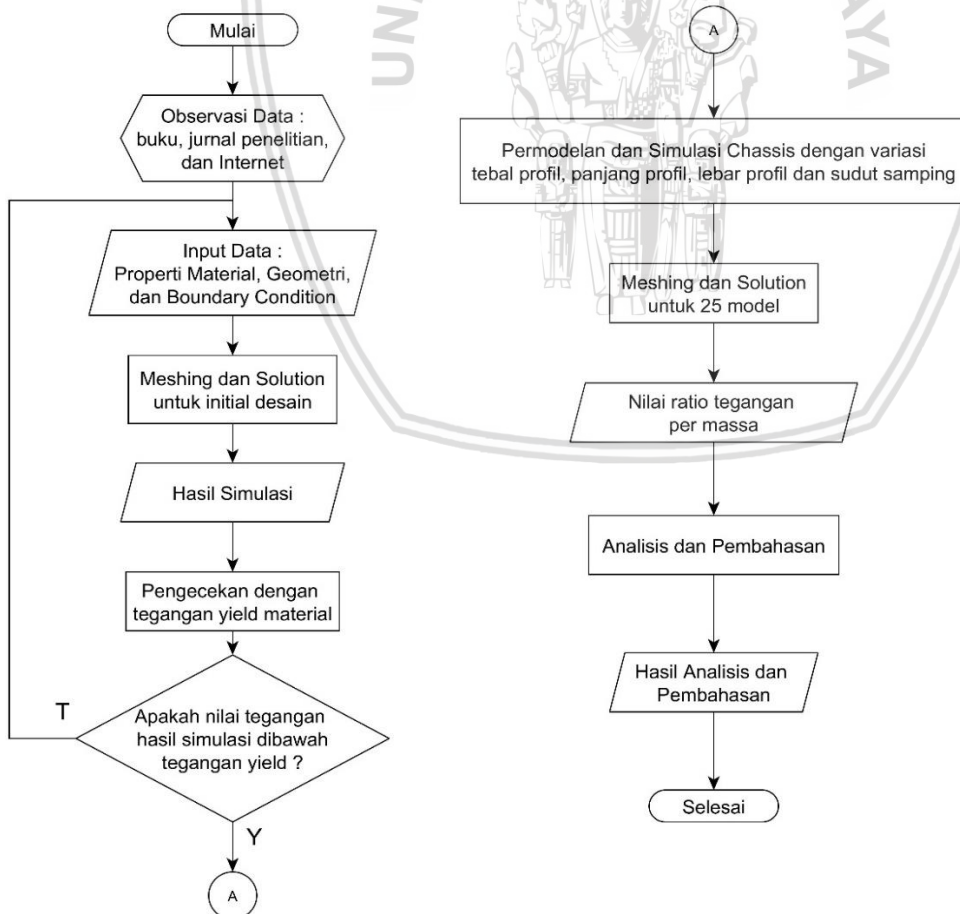 Mulai
Observasi Data :
buku, jurnal penelitian,
dan Internet
Input Data :
Properti Material, Geometri,
dan Boundary Condition
Meshing dan Solution
untuk initial desain
Hasil Simulasi
Pengecekan dengan
tegangan yield material
Apakah nilai tegangan
hasil simulasi dibawah
tegangan yield ?
T
Y
A
A
Permodelan dan Simulasi Chassis dengan variasi
tebal profil, panjang profil, lebar profil dan sudut samping
Meshing dan Solution
untuk 25 model
Nilai ratio tegangan
per massa
Analisis dan Pembahasan
Hasil Analisis dan
Pembahasan
Selesai
UN
AYA